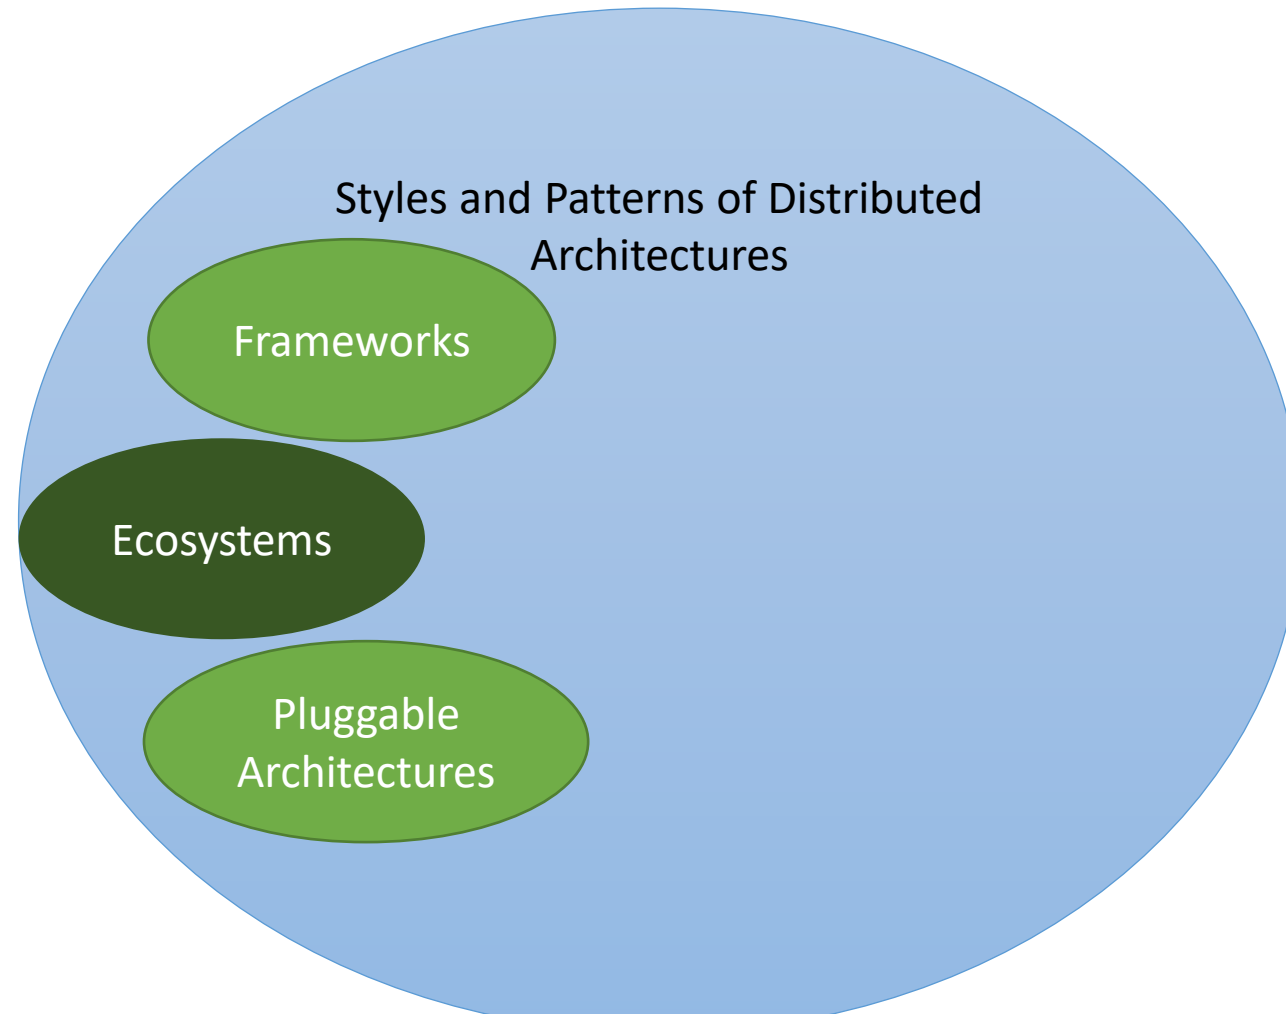 Styles and Patterns of Distributed
Architectures
Frameworks
Ecosystems
Pluggable
Architectures